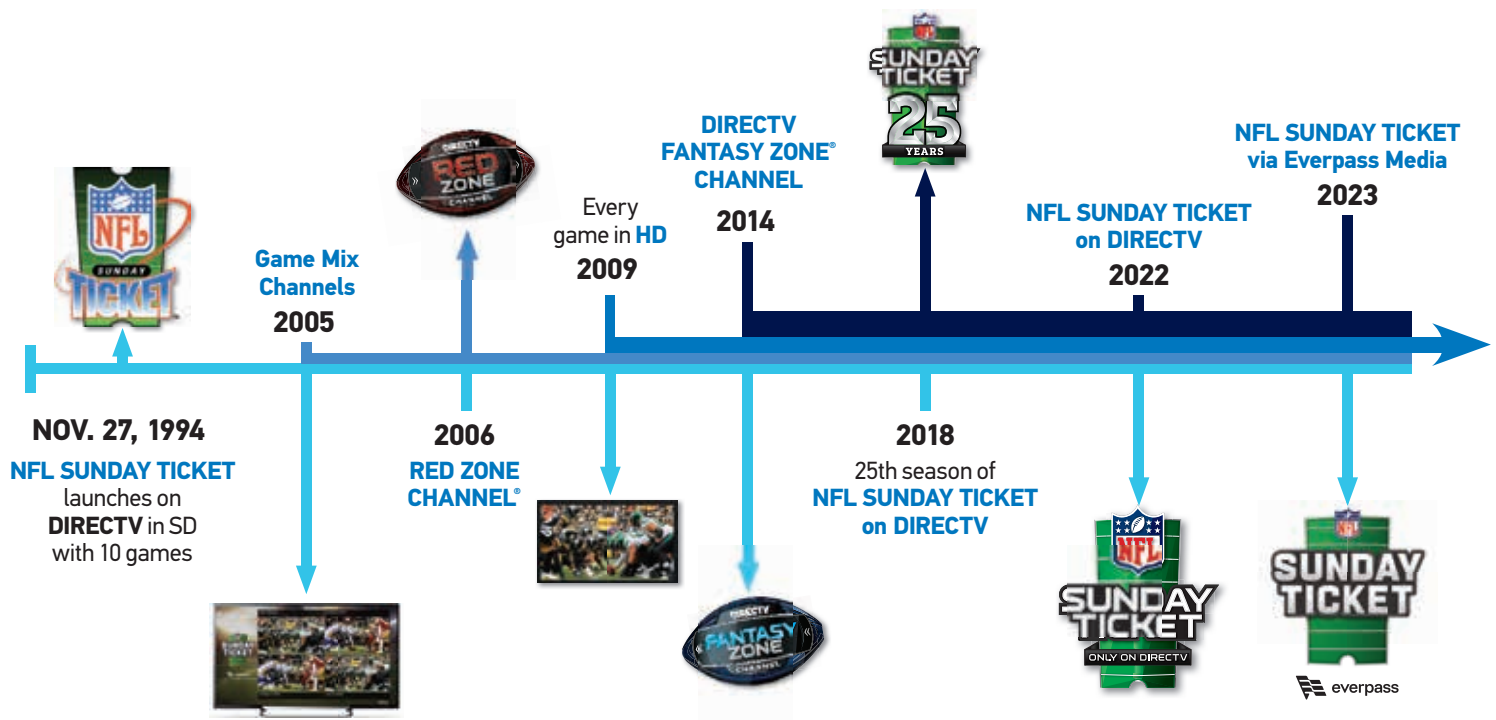 NFL
SUNDAY
TICKET
NOV. 27, 1994
NFL SUNDAY TICKET
launches on
DIRECTV in SD
with 10 games
Game Mix
Channels
2005
SUNDAY
TICKET
DIRECTV
RED
ZONE
CHANNEL
2006
RED ZONE
CHANNEL®
Every
game in HD
2009
DIRECTV
FANTASY ZONE®
CHANNEL
2014
DIRECTV
FANTASY
ZONE
CHANNEL
NFL
SUNDAY
TICKET
25
YEARS
2018
25th season of
NFL SUNDAY TICKET
on DIRECTV
NFL SUNDAY TICKET
on DIRECTV
2022
NFL
SUNDAY
TICKET
ONLY ON DIRECTV
NFL SUNDAY TICKET
via Everpass Media
2023
NFL
SUNDAY
TICKET
everpass